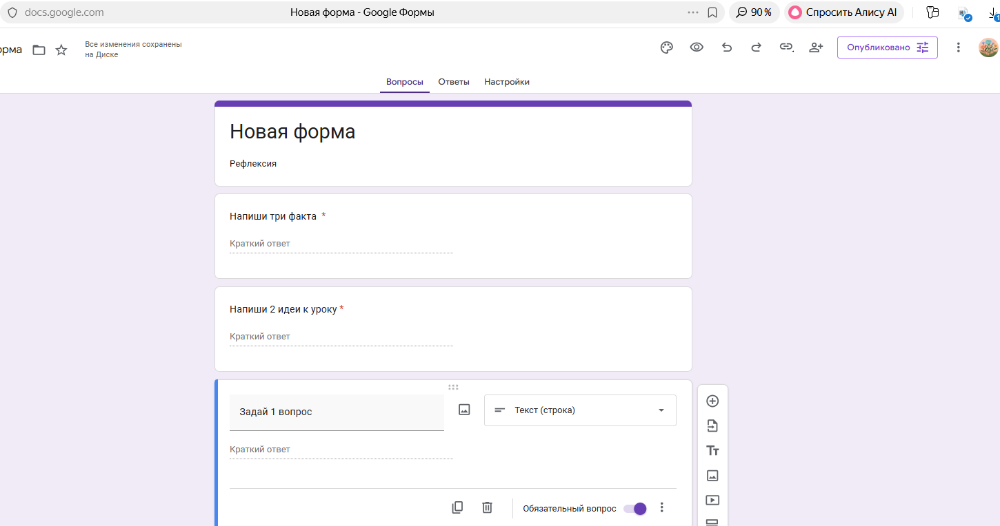 docs.google.com
Новая форма - Google Формы
90 %
Спросить Алису AI
орма
Все изменения сохранены
на Диске
Опубликовано
Вопросы
Ответы
Настройки
Новая форма
Рефлексия
Напиши три факта *
Краткий ответ
Напиши 2 идеи к уроку *
Краткий ответ
Задай 1 вопрос
Текст (строка)
Краткий ответ
Обязательный вопрос